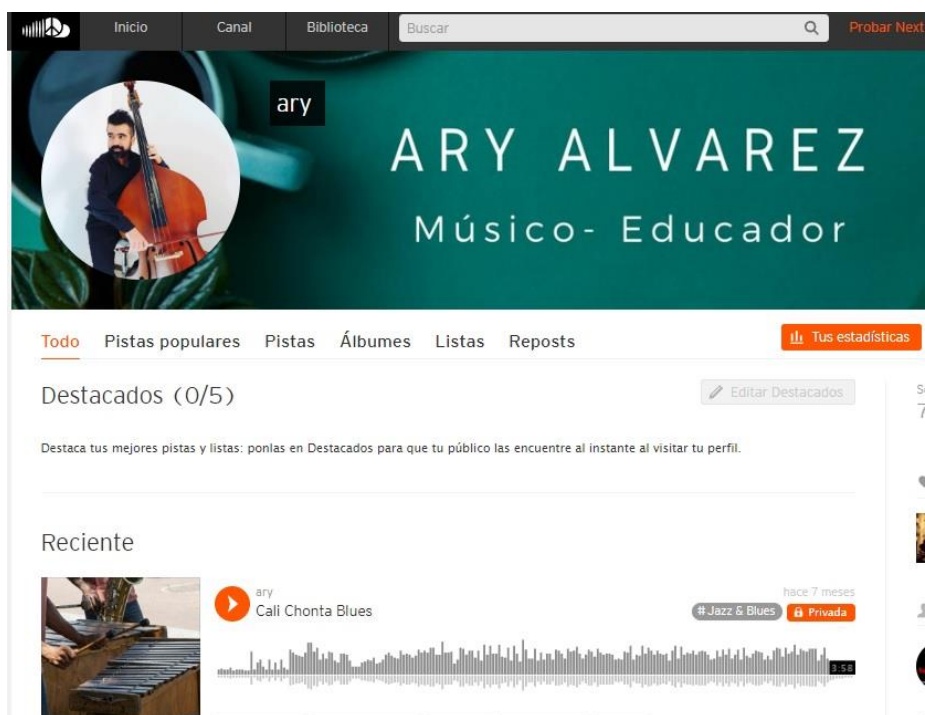 Inicio Canal Biblioteca Buscar Probar Next
ary
ARY ALVAREZ
Músico- Educador
Todo Pistas populares Pistas Álbumes Listas Reposts Tus estadísticas
Destacados (0/5) Editar Destacados
Destaca tus mejores pistas y listas: ponlas en Destacados para que tu público las encuentre al instante al visitar tu perfil.
Reciente
ary hace 7 meses
Cali Chonta Blues #Jazz & Blues Privada
3:58